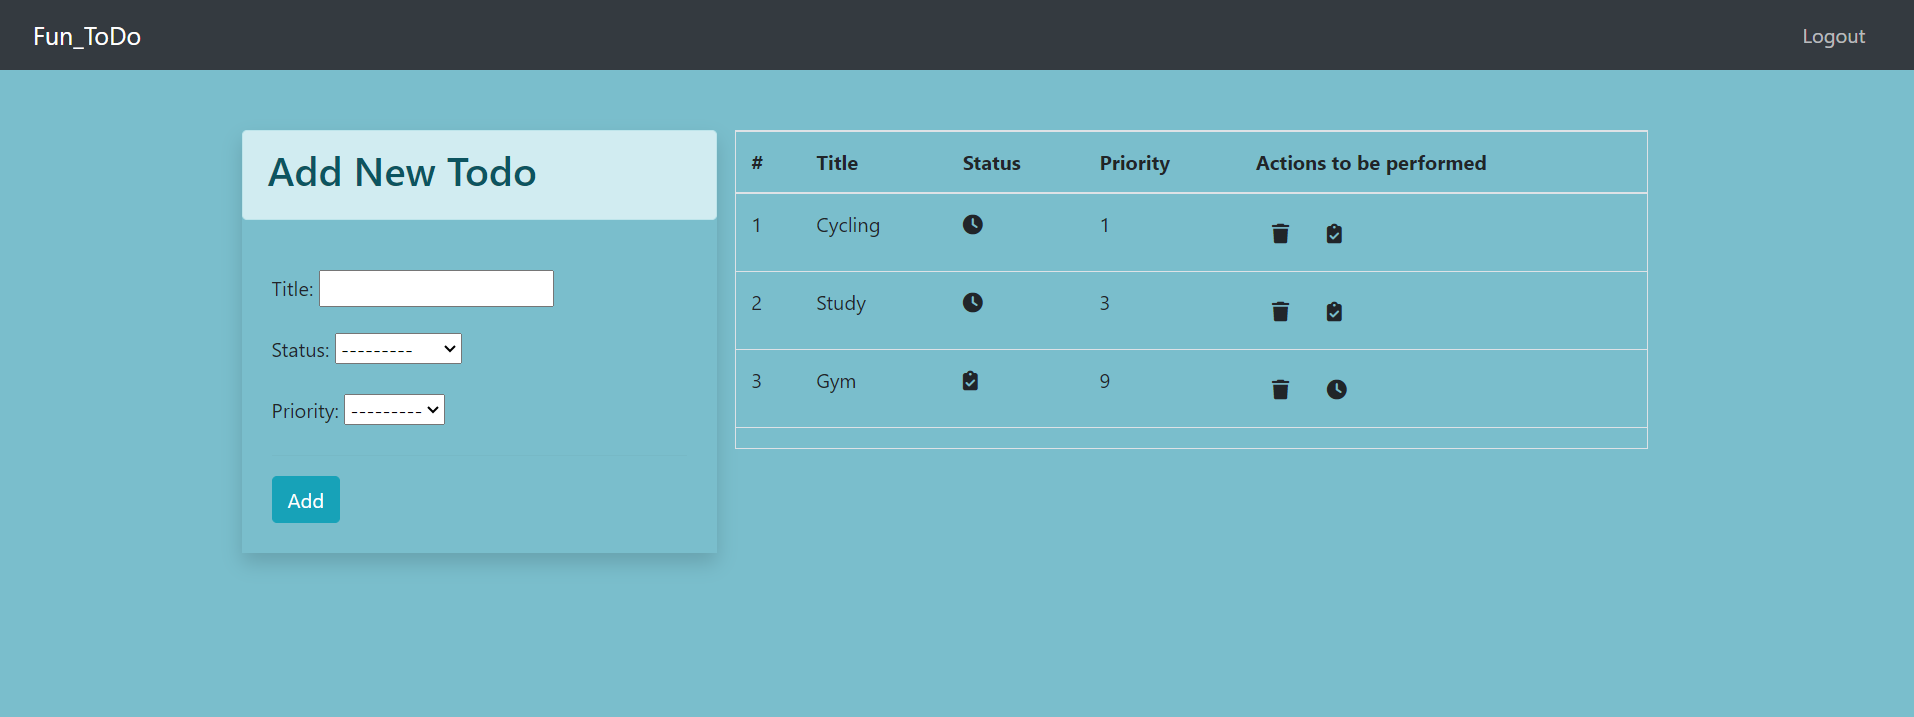 Fun_ToDo Logout
Add New Todo
Title:
Status: ---------
Priority: ---------
Add
# Title Status Priority Actions to be performed
1 Cycling 1
2 Study 3
3 Gym 9